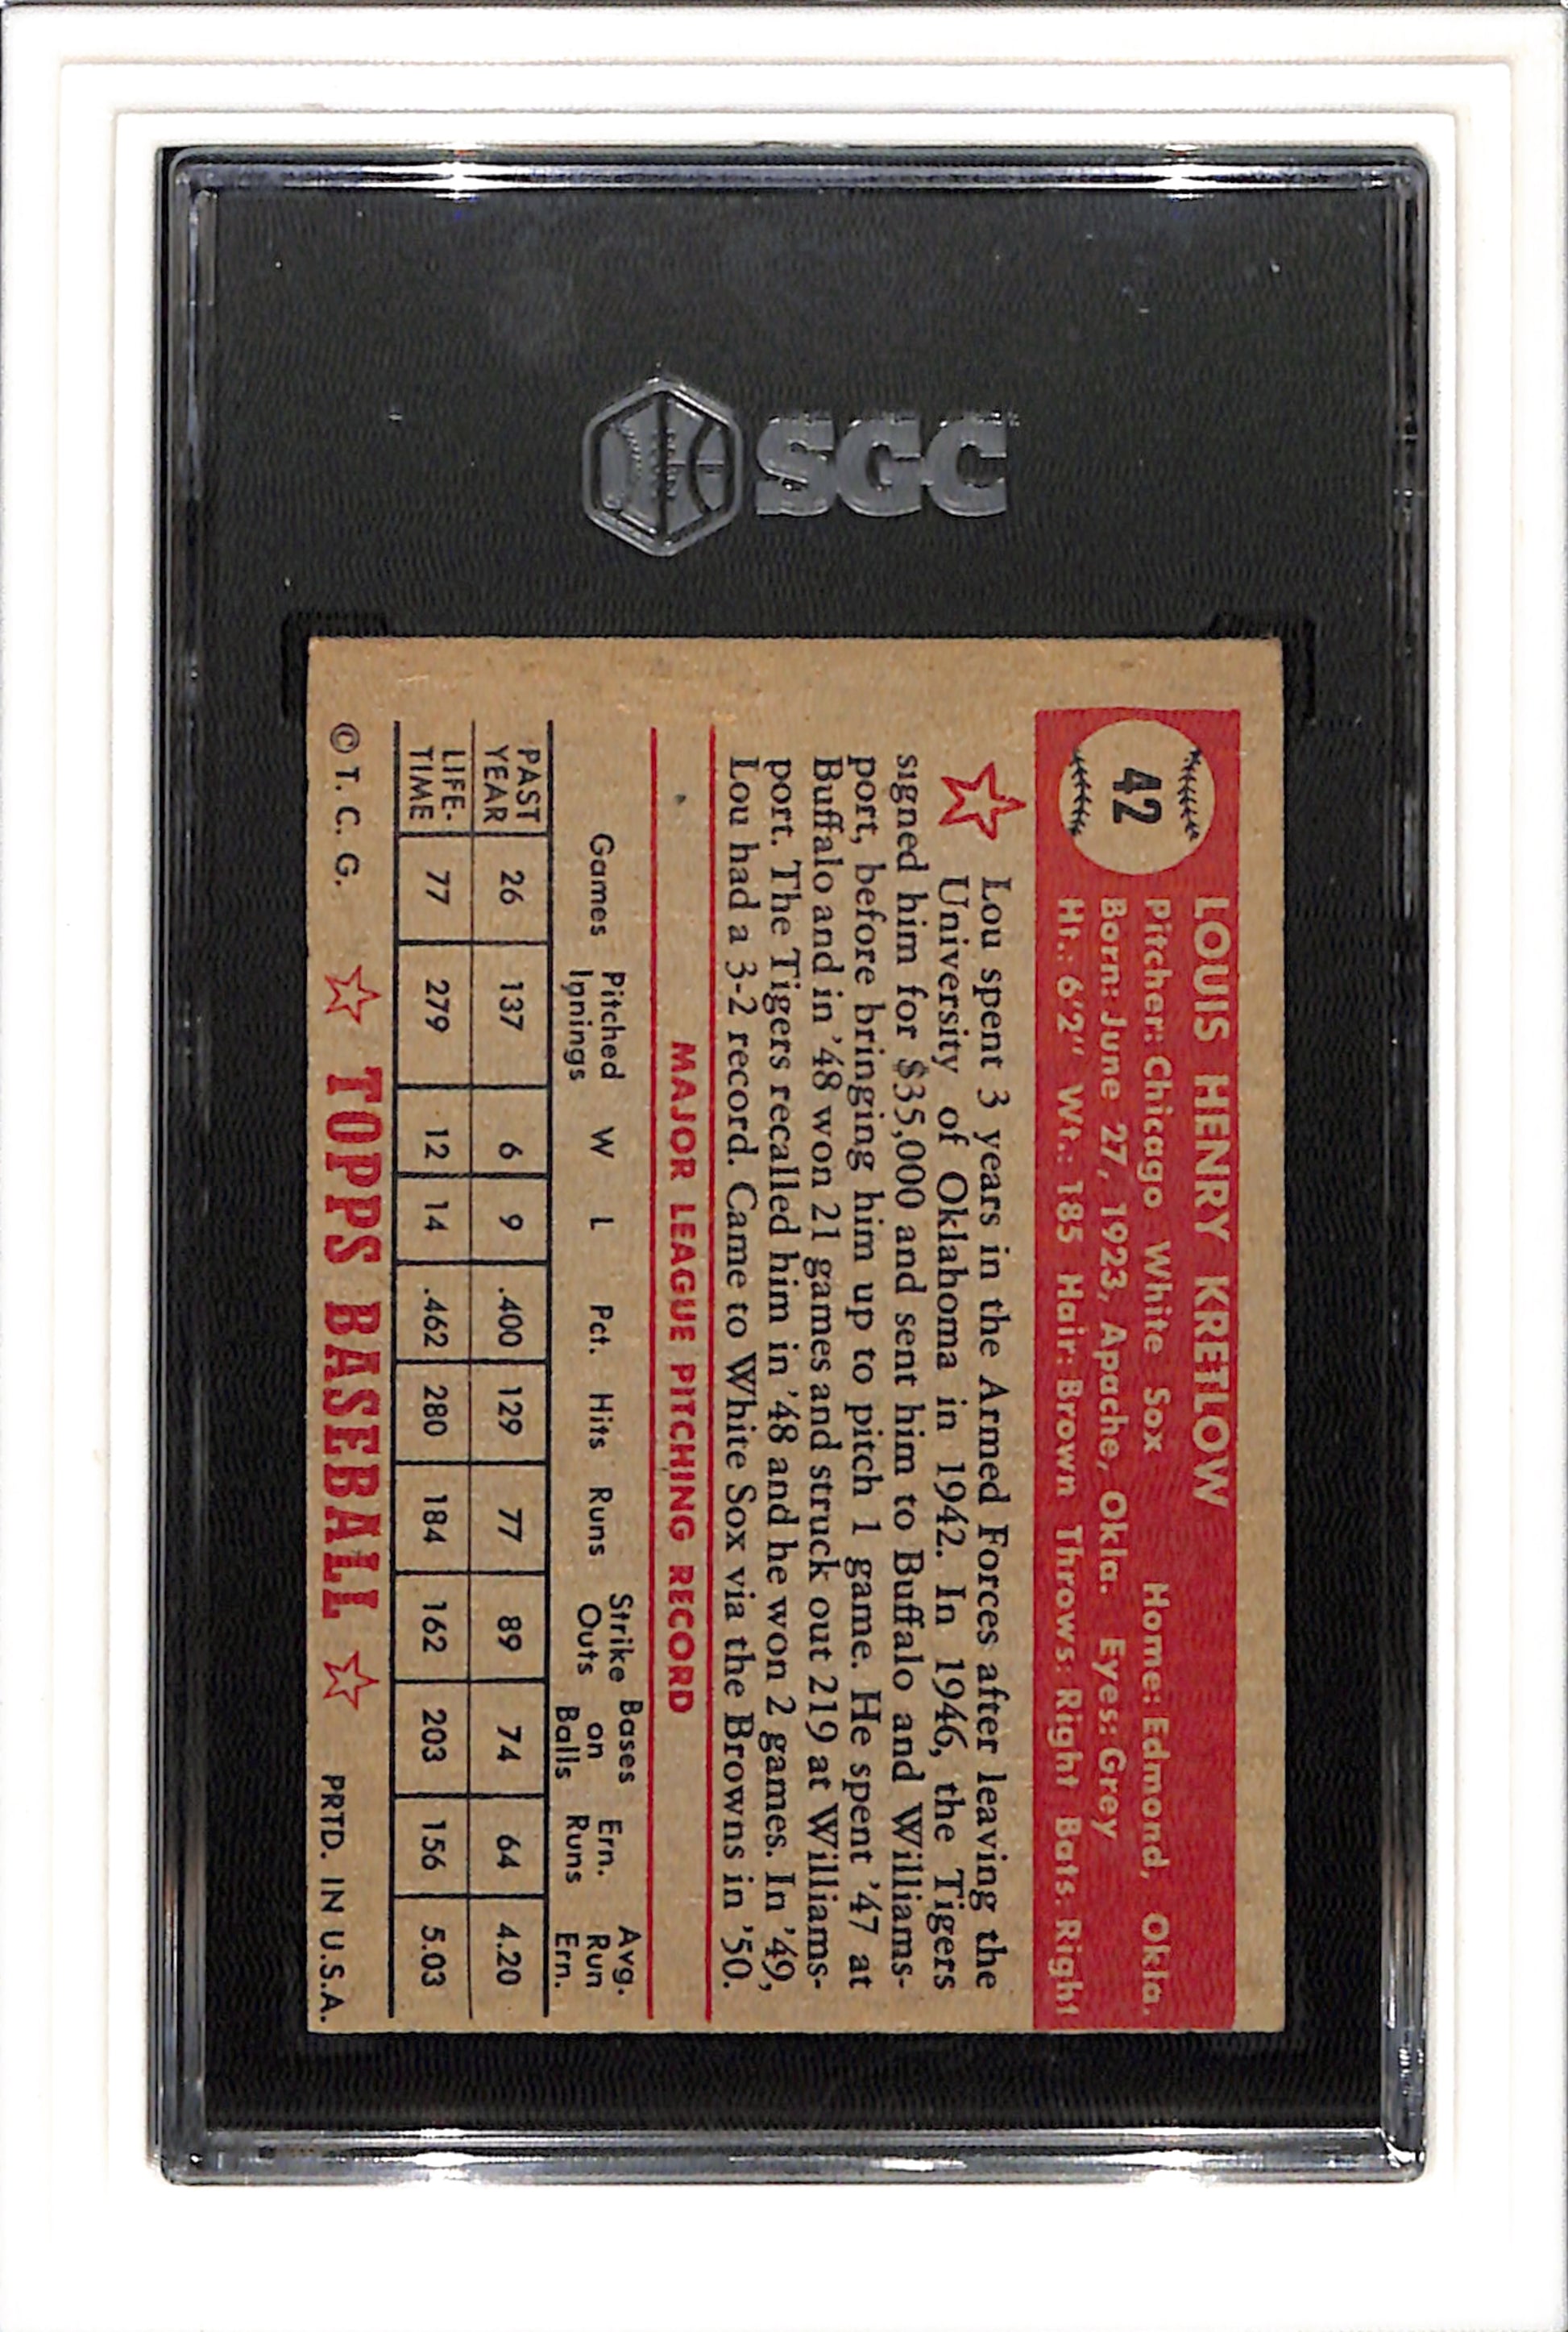 SGC
42
LOUIS HENRY KRETLOW
Pitcher: Chicago White Sox Home: Edmond, Okla.
Born: June 27, 1923, Apache, Okla. Eyes: Grey
Ht.: 6'2" Wt.: 185 Hair: Brown Throws: Right Bats: Right
Lou spent 3 years in the Armed Forces after leaving the
University of Oklahoma in 1942. In 1946, the Tigers
signed him for $35,000 and sent him to Buffalo and Williams-
port, before bringing him up to pitch 1 game. He spent '47 at
Buffalo and in '48 won 21 games and struck out 219 at Williams-
port. The Tigers recalled him in '48 and he won 2 games. In '49,
Lou had a 3-2 record. Came to White Sox via the Browns in '50.
MAJOR LEAGUE PITCHING RECORD
Games Pitched Innings W L Pct. Hits Runs Strike Outs Bases on Balls Ern. Runs Avg. Run Ern.
PAST YEAR 26 137 6 9 .400 129 77 89 74 64 4.20
LIFE-TIME 77 279 12 14 .462 280 184 162 203 156 5.03
© T. C. G. TOPPS BASEBALL PRTD. IN U.S.A.